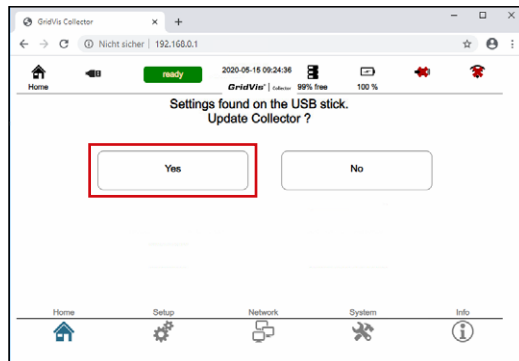 GridVis Collector
Nicht sicher | 192.168.0.1
Home
ready
2020-05-15 09:24:36
GridVis® | Collector
99% free
100 %
Settings found on the USB stick.
Update Collector ?
Yes
No
Home
Setup
Network
System
Info